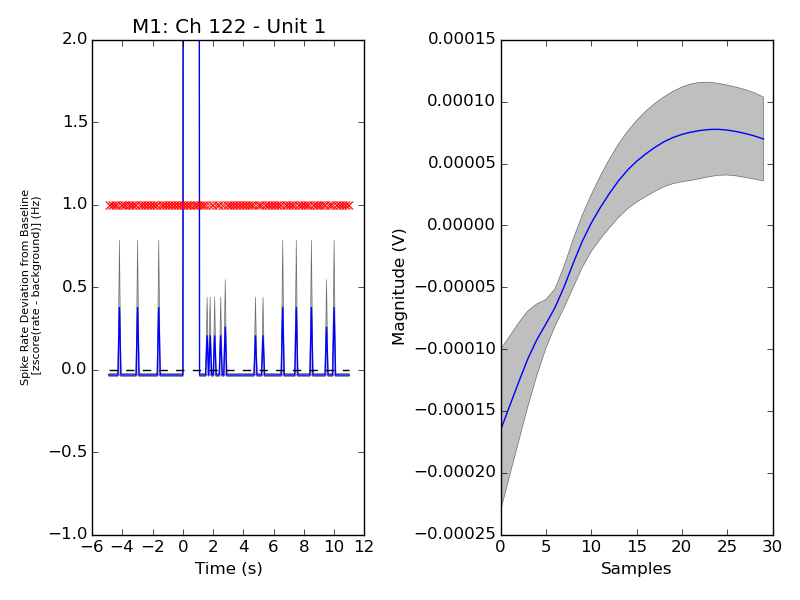 M1: Ch 122 - Unit 1
2.0
1.5
1.0
0.5
0.0
−0.5
−1.0
−6 −4 −2 0 2 4 6 8 10 12
Time (s)
Spike Rate Deviation from Baseline
[zscore(rate - background)] (Hz)
0.00015
0.00010
0.00005
0.00000
−0.00005
−0.00010
−0.00015
−0.00020
−0.00025
0 5 10 15 20 25 30
Samples
Magnitude (V)